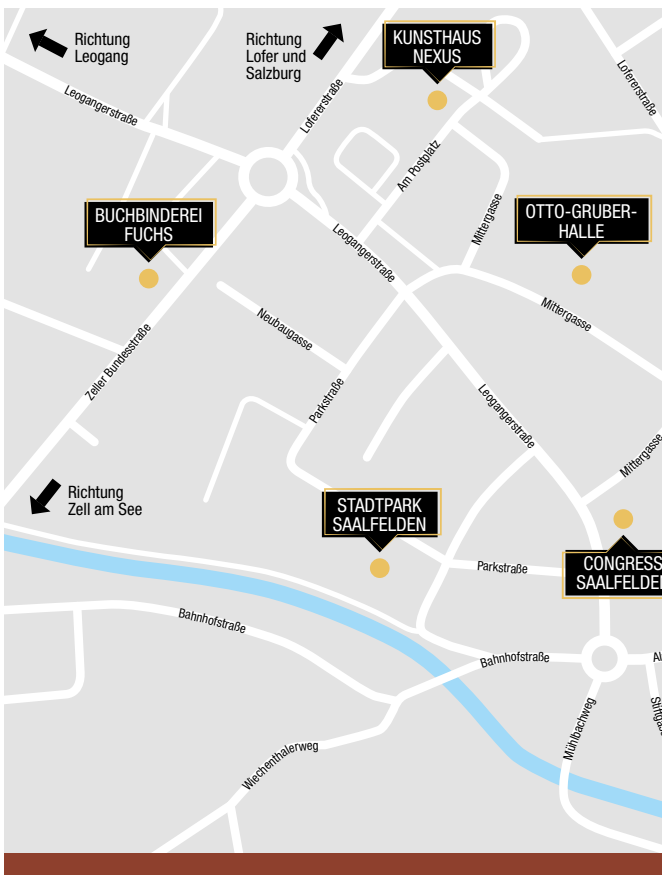 Richtung
Leogang
Richtung
Lofer und
Salzburg
KUNSTHAUS
NEXUS
Lofererstraße
Leogangerstraße
Lofererstraße
Am Postplatz
BUCHBINDEREI
FUCHS
OTTO-GRUBER-
HALLE
Mittergasse
Leogangerstraße
Mittergasse
Neubaugasse
Zeller Bundesstraße
Parkstraße
Leogangerstraße
Mittergasse
Richtung
Zell am See
STADTPARK
SAALFELDEN
Parkstraße
CONGRESS
SAALFELDEN
Bahnhofstraße
Bahnhofstraße
Mühlbachweg
Wiechenthalerweg